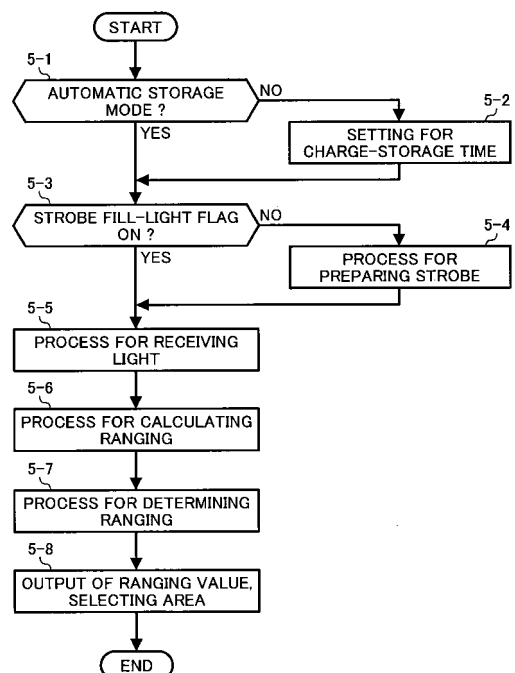 START
5-1
AUTOMATIC STORAGE
MODE ?
NO
YES
5-2
SETTING FOR
CHARGE-STORAGE TIME
5-3
STROBE FILL-LIGHT FLAG
ON ?
NO
YES
5-4
PROCESS FOR
PREPARING STROBE
5-5
PROCESS FOR RECEIVING
LIGHT
5-6
PROCESS FOR CALCULATING
RANGING
5-7
PROCESS FOR DETERMINING
RANGING
5-8
OUTPUT OF RANGING VALUE,
SELECTING AREA
END